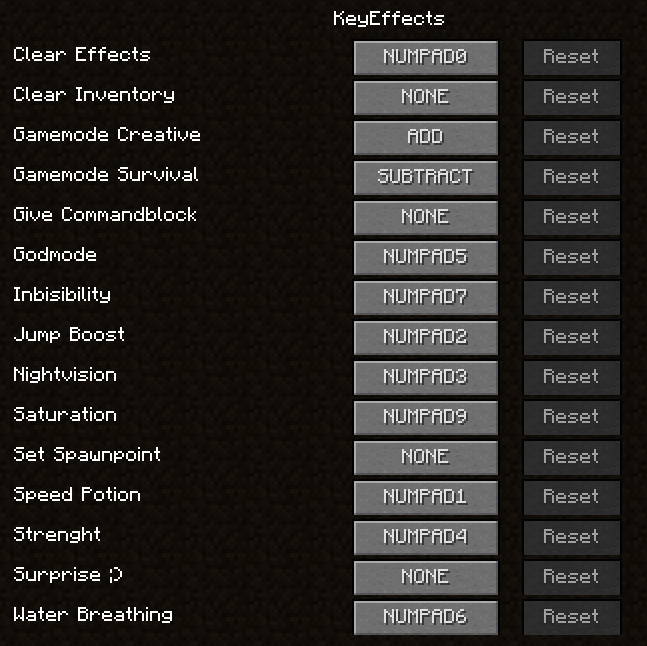 KeyEffects
Clear Effects NUMPAD0 Reset
Clear Inventory NONE Reset
Gamemode Creative ADD Reset
Gamemode Survival SUBTRACT Reset
Give Commandblock NONE Reset
Godmode NUMPAD5 Reset
Inbisibility NUMPAD7 Reset
Jump Boost NUMPAD2 Reset
Nightvision NUMPAD3 Reset
Saturation NUMPAD9 Reset
Set Spawnpoint NONE Reset
Speed Potion NUMPAD1 Reset
Strenght NUMPAD4 Reset
Surprise ;) NONE Reset
Water Breathing NUMPAD6 Reset